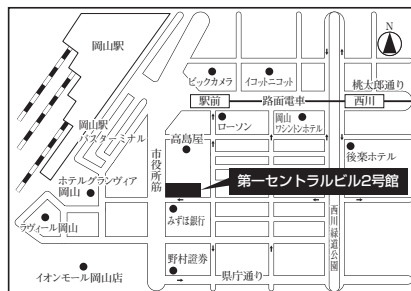 岡山駅
N
ビックカメラ
イコットニコット
桃太郎通り
駅前
路面電車
西川
岡山駅
バスターミナル
ローソン
岡山
ワシントンホテル
高島屋
市役所筋
後楽ホテル
ホテルグランヴィア
岡山
第一セントラルビル2号館
みずほ銀行
ラヴィール岡山
西川緑道公園
野村證券
イオンモール岡山店
県庁通り